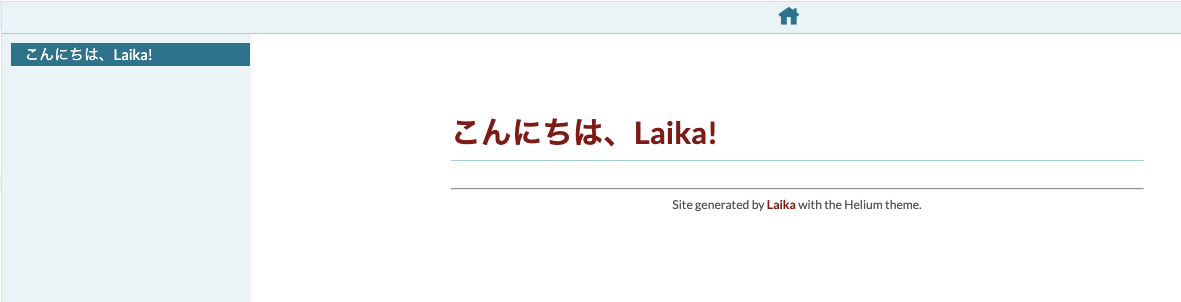 こんにちは、Laika!
こんにちは、Laika!
Site generated by Laika with the Helium theme.